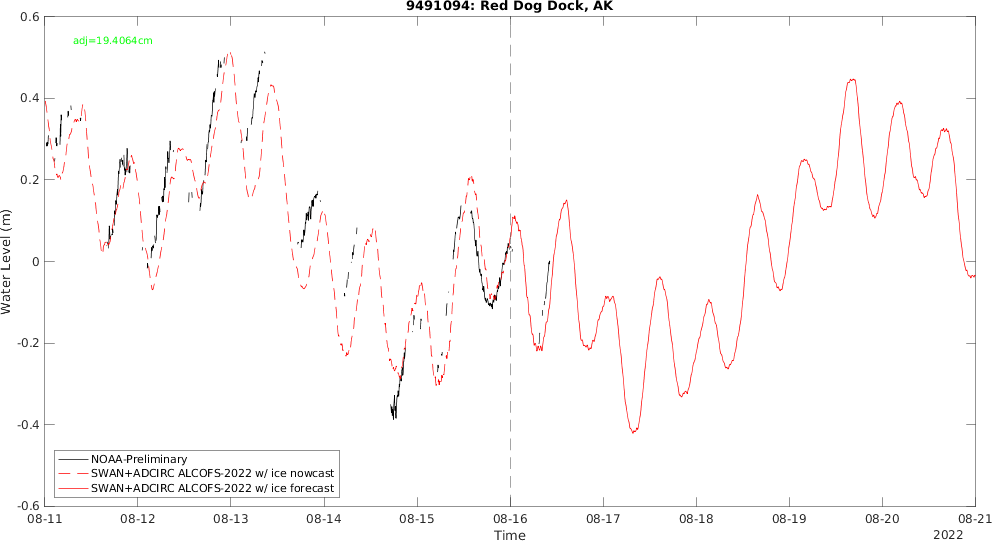 9491094: Red Dog Dock, AK
adj=19.4064cm
0.6
0.4
0.2
0
-0.2
-0.4
-0.6
Water Level (m)
NOAA-Preliminary
SWAN+ADCIRC ALCOFS-2022 w/ ice nowcast
SWAN+ADCIRC ALCOFS-2022 w/ ice forecast
08-11 08-12 08-13 08-14 08-15 08-16 08-17 08-18 08-19 08-20 08-21
Time
2022